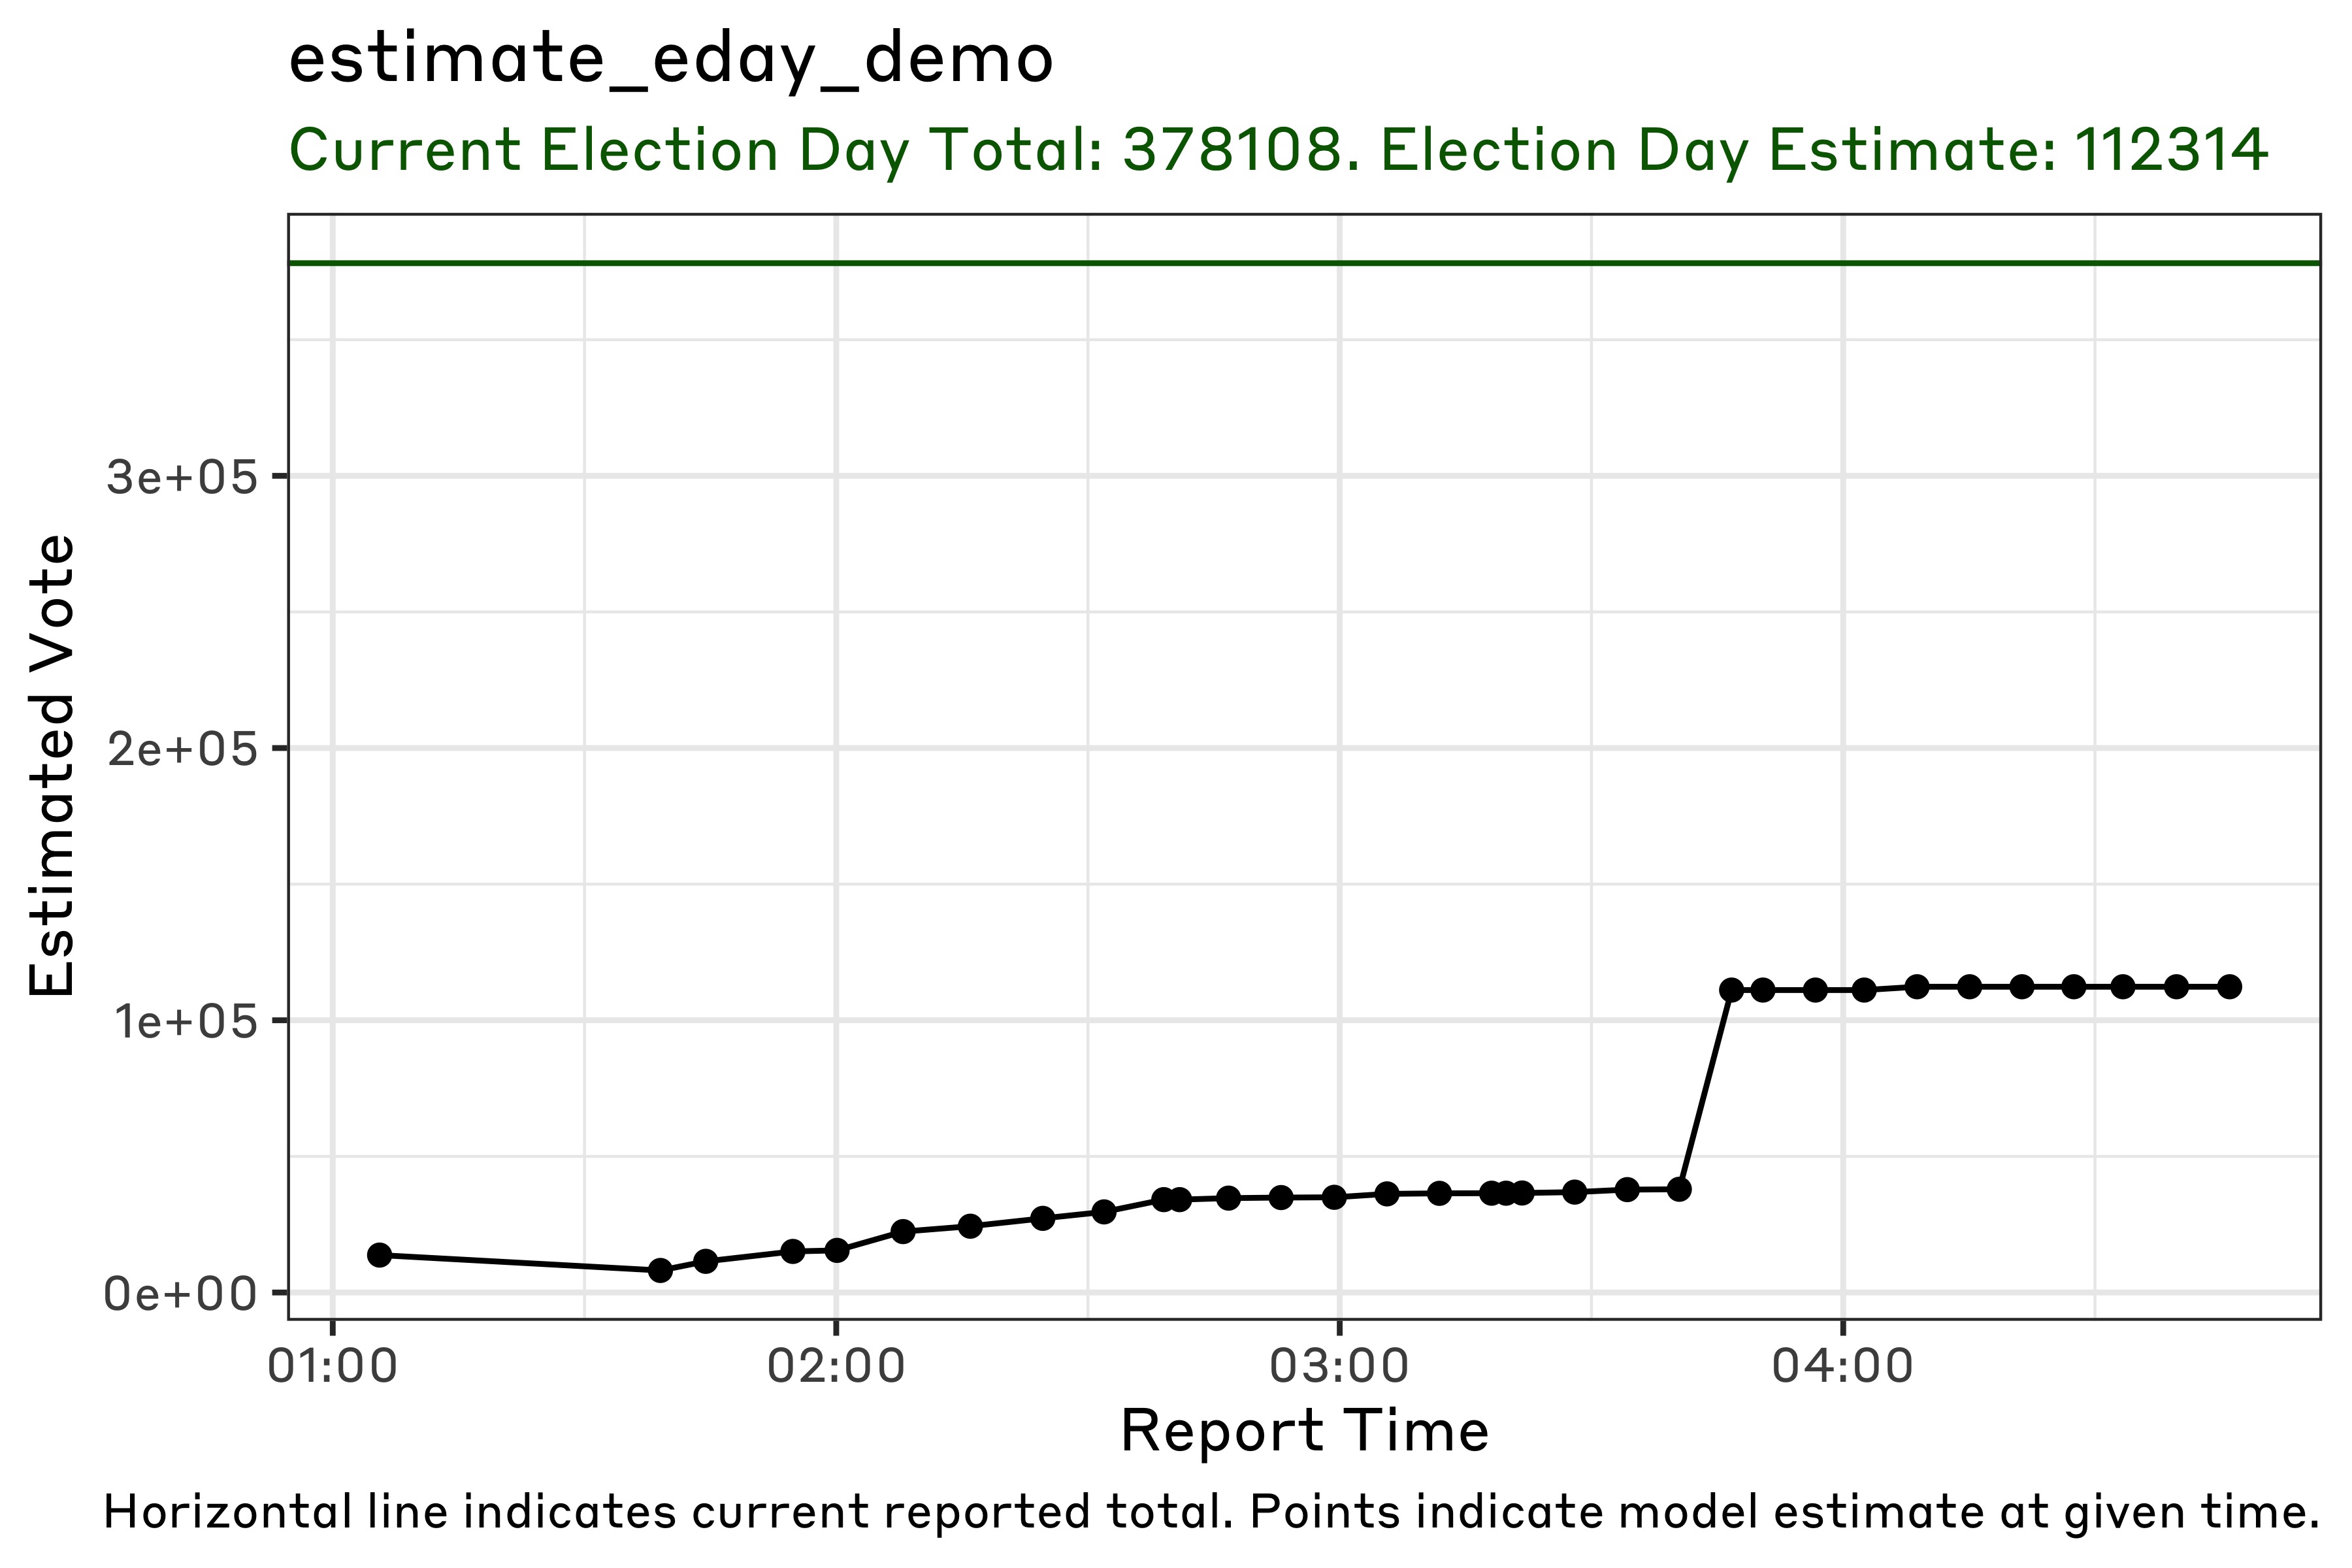 estimate_eday_demo
Current Election Day Total: 378108. Election Day Estimate: 112314
Estimated Vote
3e+05
2e+05
1e+05
0e+00
01:00 02:00 03:00 04:00
Report Time
Horizontal line indicates current reported total. Points indicate model estimate at given time.